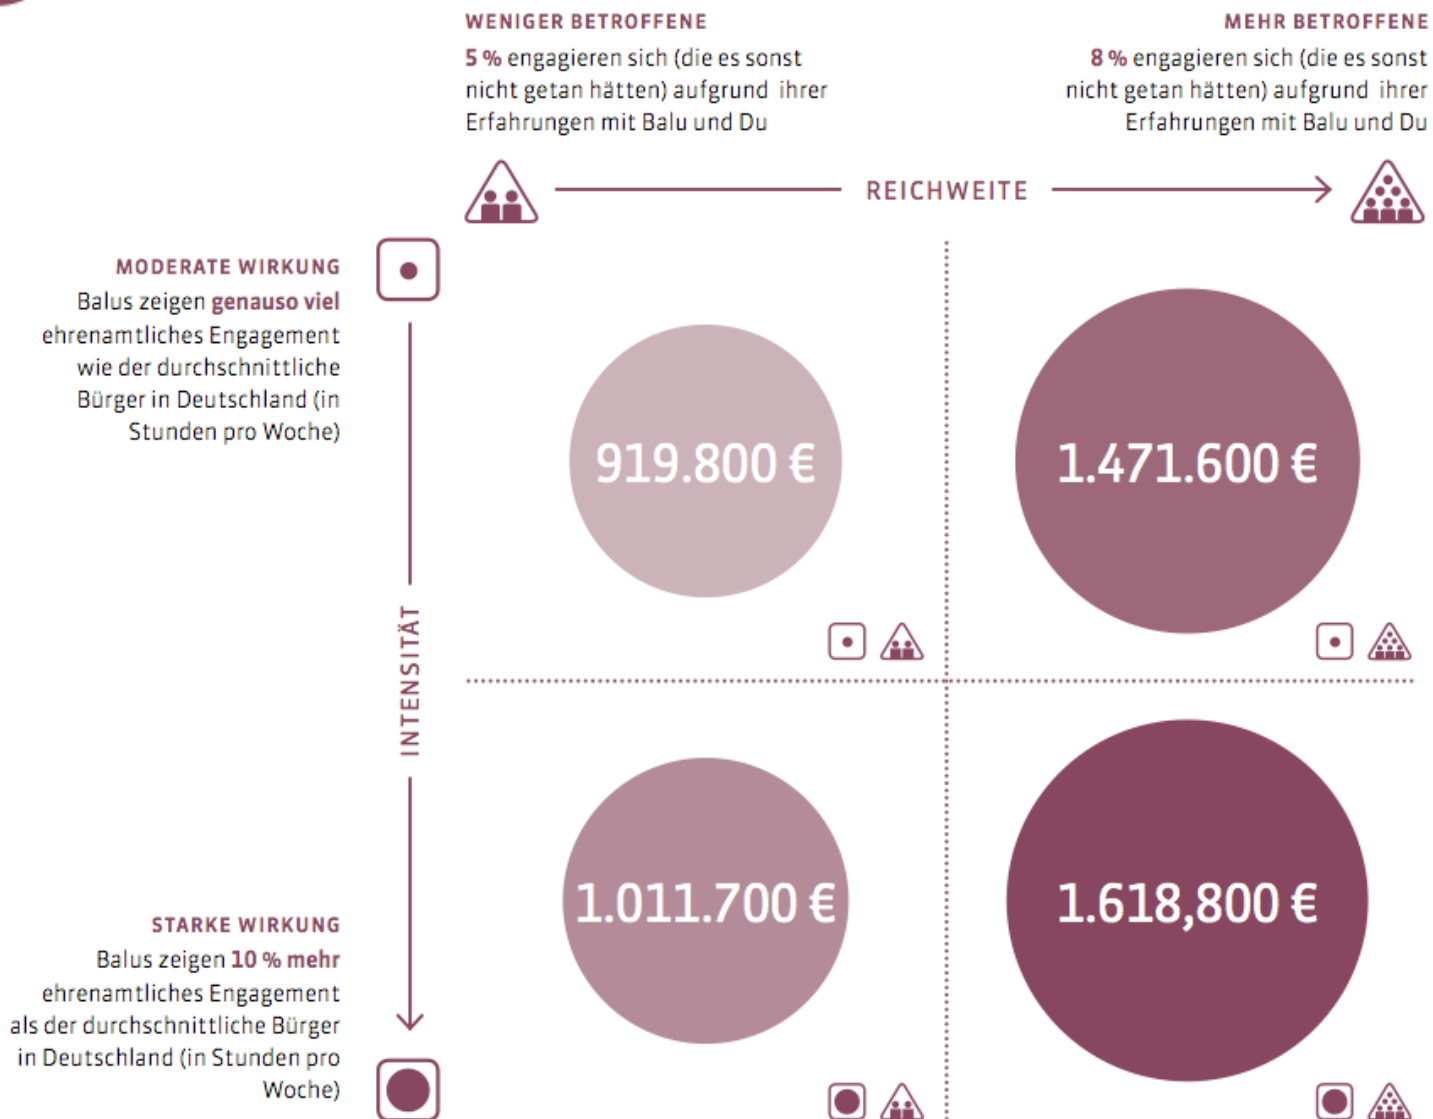 WENIGER BETROFFENE
5 % engagieren sich (die es sonst
nicht getan hätten) aufgrund ihrer
Erfahrungen mit Balu und Du
MEHR BETROFFENE
8 % engagieren sich (die es sonst
nicht getan hätten) aufgrund ihrer
Erfahrungen mit Balu und Du
REICHWEITE
MODERATE WIRKUNG
Balus zeigen genauso viel
ehrenamtliches Engagement
wie der durchschnittliche
Bürger in Deutschland (in
Stunden pro Woche)
919.800 €
1.471.600 €
INTENSITÄT
STARKE WIRKUNG
Balus zeigen 10 % mehr
ehrenamtliches Engagement
als der durchschnittliche Bürger
in Deutschland (in Stunden pro
Woche)
1.011.700 €
1.618,800 €